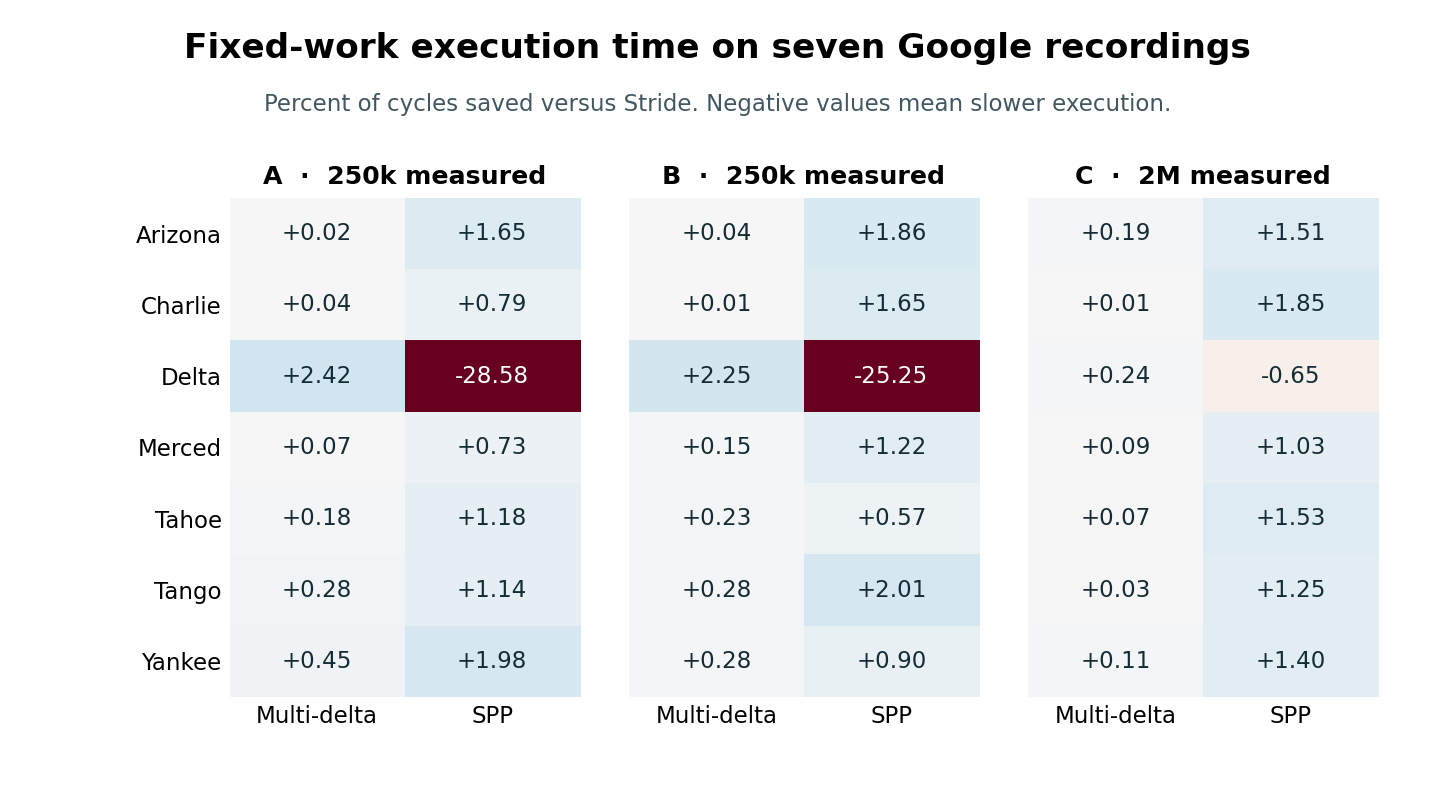 Fixed-work execution time on seven Google recordings
Percent of cycles saved versus Stride. Negative values mean slower execution.
A · 250k measured B · 250k measured C · 2M measured
Arizona +0.02 +1.65 +0.04 +1.86 +0.19 +1.51
Charlie +0.04 +0.79 +0.01 +1.65 +0.01 +1.85
Delta +2.42 -28.58 +2.25 -25.25 +0.24 -0.65
Merced +0.07 +0.73 +0.15 +1.22 +0.09 +1.03
Tahoe +0.18 +1.18 +0.23 +0.57 +0.07 +1.53
Tango +0.28 +1.14 +0.28 +2.01 +0.03 +1.25
Yankee +0.45 +1.98 +0.28 +0.90 +0.11 +1.40
Multi-delta SPP Multi-delta SPP Multi-delta SPP